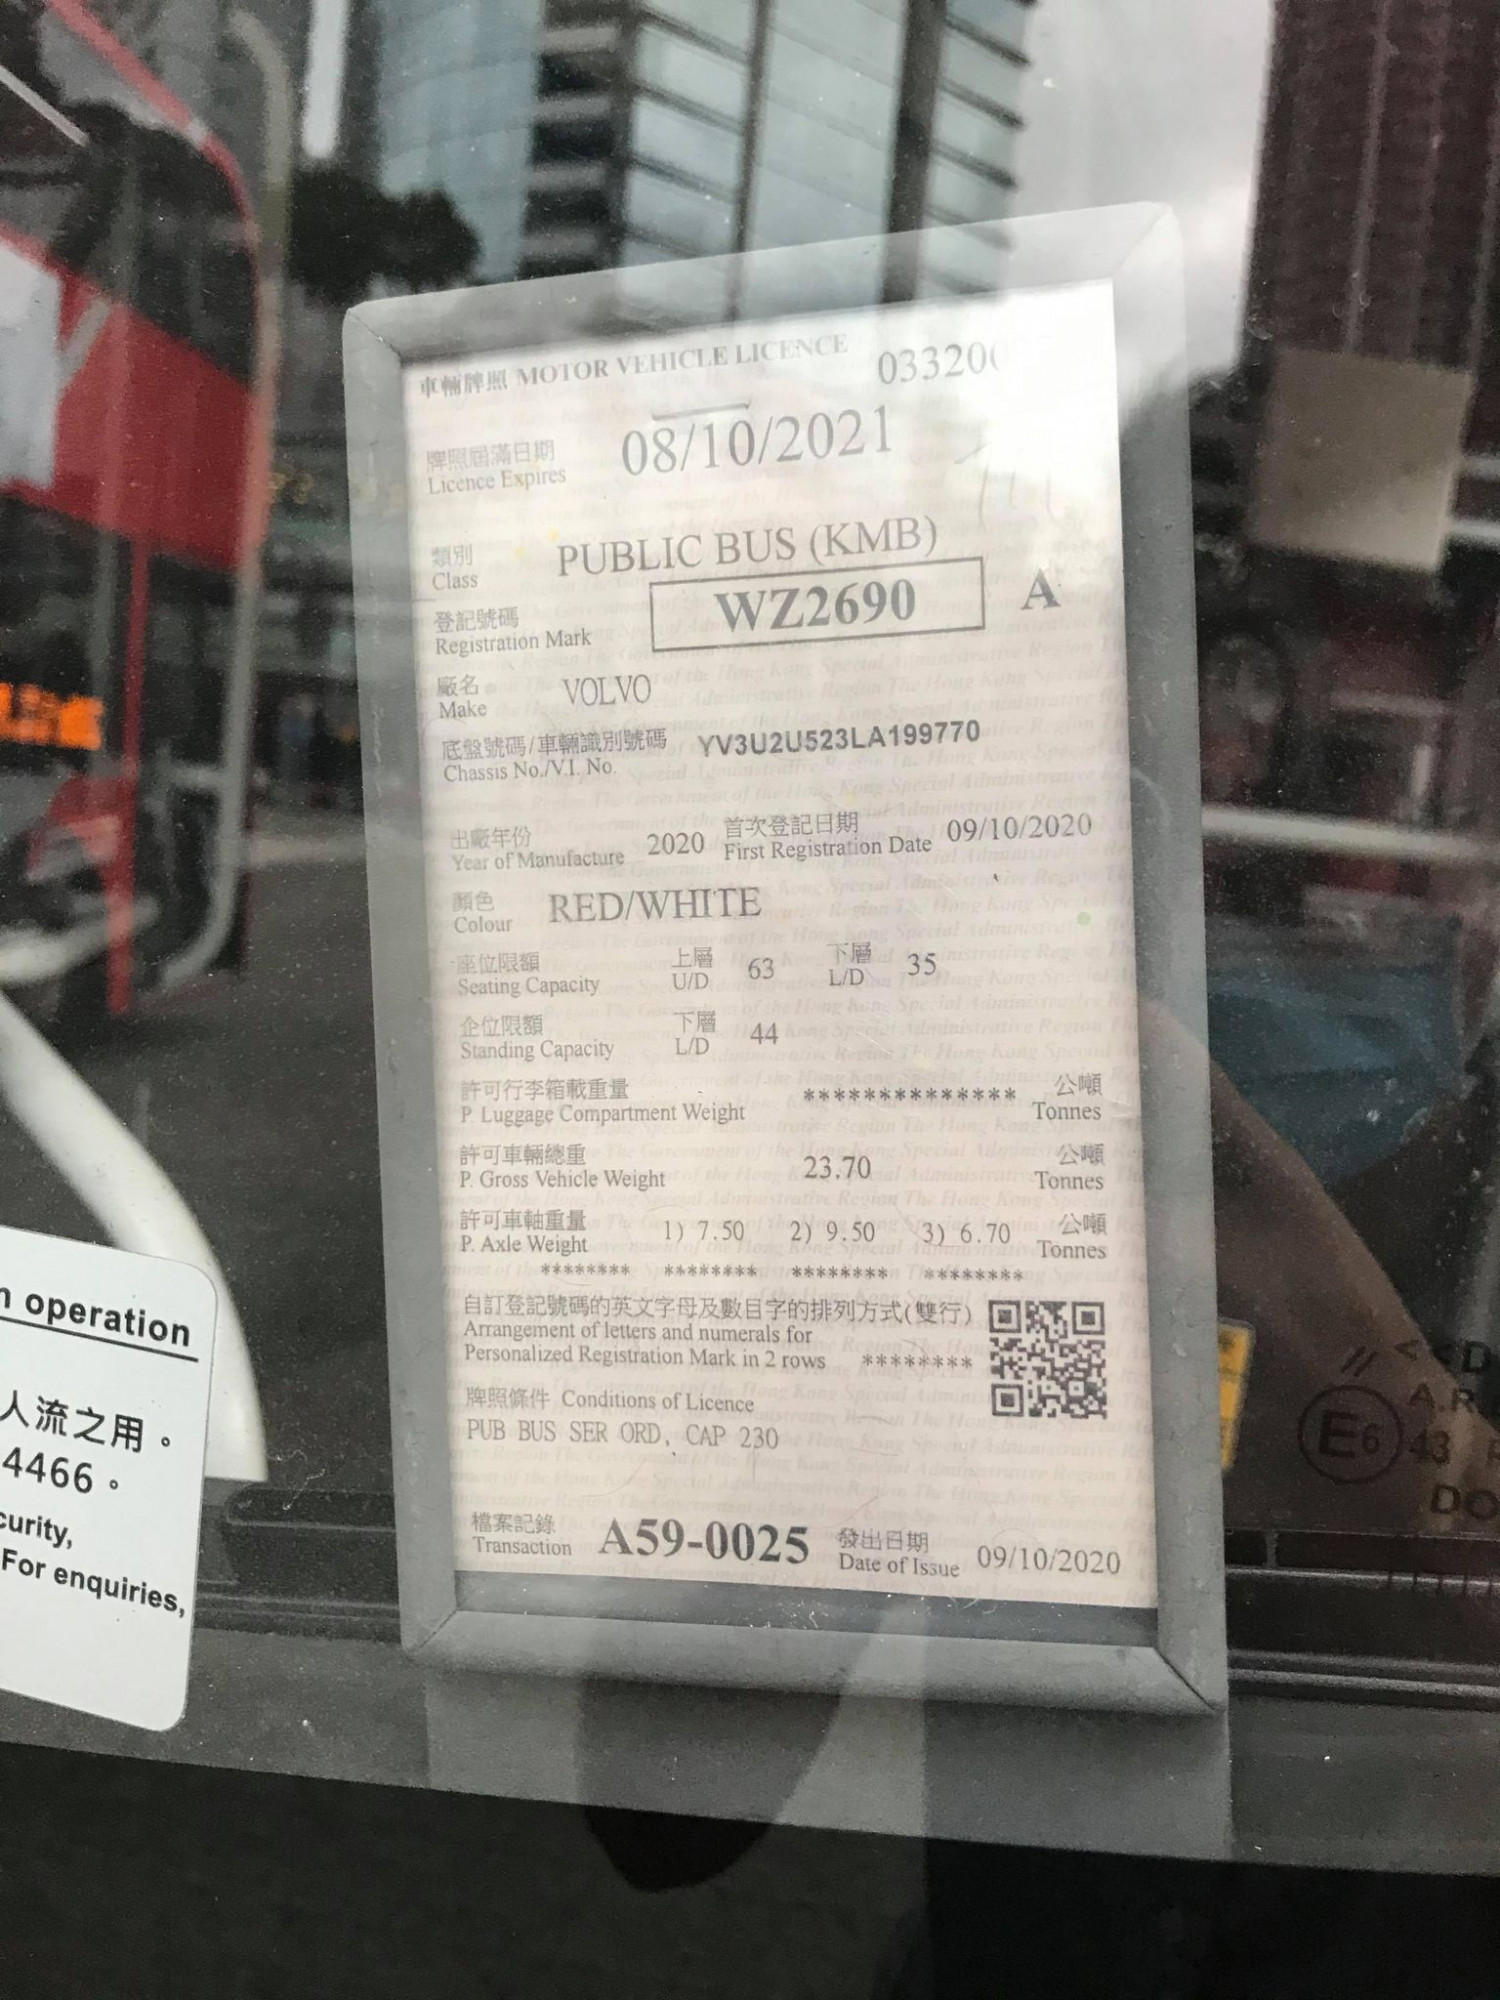 車輛牌照 MOTOR VEHICLE LICENCE 03320
牌照屆滿日期 08/10/2021
Licence Expires
類別 PUBLIC BUS (KMB)
Class
登記號碼 WZ2690 A
Registration Mark
廠名 VOLVO
Make
底盤號碼/車輛識別號碼 YV3U2U523LA199770
Chassis No./V.I. No.
出廠年份 2020 首次登記日期 09/10/2020
Year of Manufacture First Registration Date
顏色 RED/WHITE
Colour
座位限額 上層 63 下層 35
Seating Capacity U/D L/D
企位限額 下層 44
Standing Capacity L/D
許可行李箱載重量 ************** 公噸
P. Luggage Compartment Weight Tonnes
許可車輛總重 23.70 公噸
P. Gross Vehicle Weight Tonnes
許可車軸重量 1) 7.50 2) 9.50 3) 6.70 公噸
P. Axle Weight Tonnes
******** ******** ******** ********
自訂登記號碼的英文字母及數目字的排列方式(雙行)
Arrangement of letters and numerals for
Personalized Registration Mark in 2 rows ********
牌照條件 Conditions of Licence
PUB BUS SER ORD, CAP 230
檔案記錄 A59-0025 發出日期 09/10/2020
Transaction Date of Issue
n operation
人流之用。
4466。
curity,
For enquiries,
<<D
A.R
E6 43 R
DO